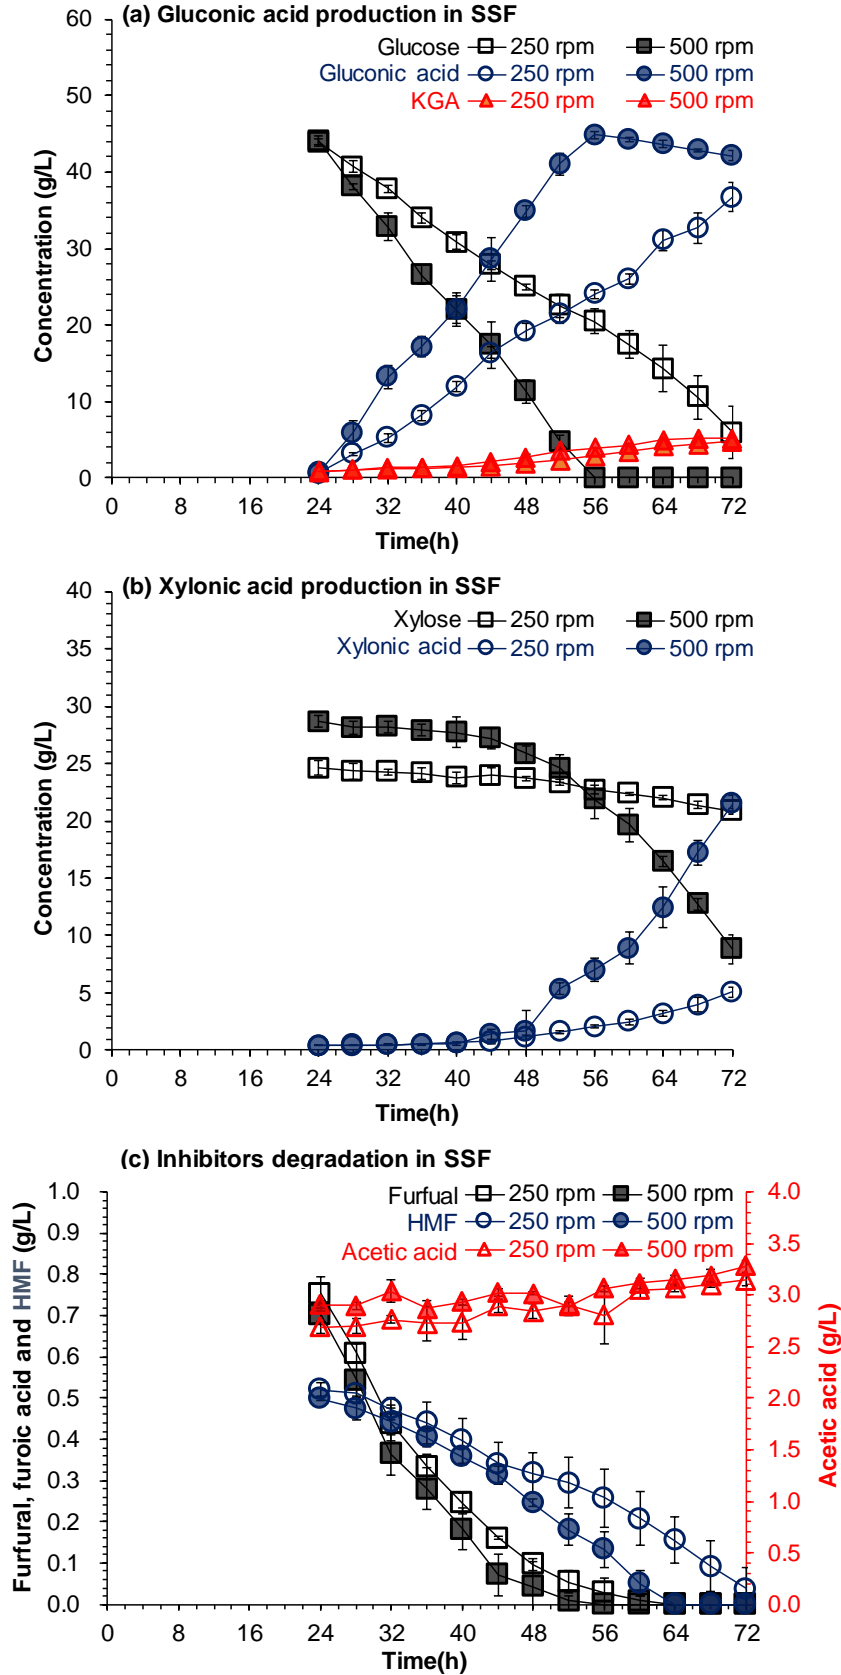 (a) Gluconic acid production in SSF
Glucose 250 rpm 500 rpm
Gluconic acid 250 rpm 500 rpm
KGA 250 rpm 500 rpm
60
50
40
30
20
10
0
Concentration (g/L)
0 8 16 24 32 40 48 56 64 72
Time(h)
(b) Xylonic acid production in SSF
Xylose 250 rpm 500 rpm
Xylonic acid 250 rpm 500 rpm
40
35
30
25
20
15
10
5
0
Concentration (g/L)
0 8 16 24 32 40 48 56 64 72
Time(h)
(c) Inhibitors degradation in SSF
Furfual 250 rpm 500 rpm
HMF 250 rpm 500 rpm
Acetic acid 250 rpm 500 rpm
1.0
0.9
0.8
0.7
0.6
0.5
0.4
0.3
0.2
0.1
0.0
Furfural, furoic acid and HMF (g/L)
4.0
3.5
3.0
2.5
2.0
1.5
1.0
0.5
0.0
Acetic acid (g/L)
0 8 16 24 32 40 48 56 64 72
Time(h)